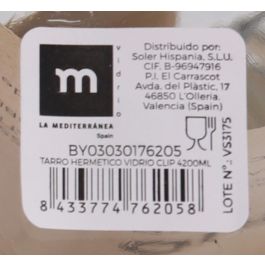 m
vidrio
LA MEDITERRÁNEA
Spain
Distribuido por:
Soler Hispania, S.L.U.
CIF. B-96947916
P.I. El Carrascot
Avda. del Plàstic, 17
46850 L'Olleria.
Valencia (Spain)
LOTE Nº: VS3175
BY03030176205
TARRO HERMETICO VIDRIO CLIP 4200ML
8 433774 762058